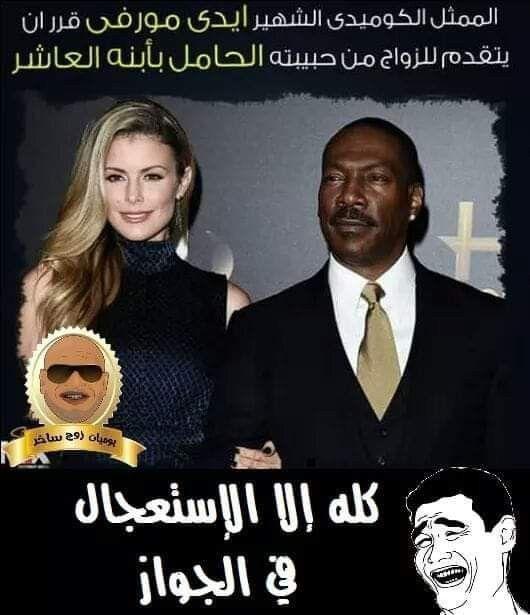 الممثل الكوميدى الشهير ايدى مورفى قرر ان
يتقدم للزواج من حبيبته الحامل بأبنه العاشر
يوميات زوج ساخر
كله إلا الإستعجال
في الجواز